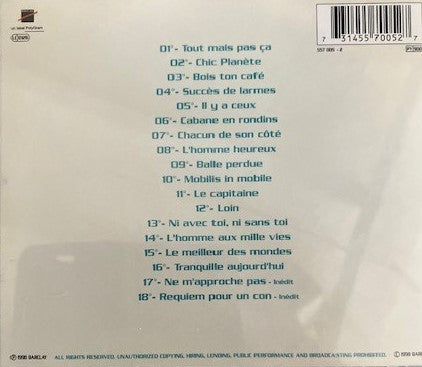 un label PolyGram
7 31455 70052 7
557 005 - 2
01°- Tout mais pas ça
02°- Chic Planète
03°- Bois ton café
04°- Succès de larmes
05°- Il y a ceux
06°- Cabane en rondins
07°- Chacun de son côté
08°- L'homme heureux
09°- Balle perdue
10°- Mobilis in mobile
11°- Le capitaine
12°- Loin
13°- Ni avec toi, ni sans toi
14°- L'homme aux mille vies
15°- Le meilleur des mondes
16°- Tranquille aujourd'hui
17°- Ne m'approche pas - Inédit
18°- Requiem pour un con - Inédit
℗ 1998 BARCLAY
© 1998 BARCLAY
ALL RIGHTS RESERVED. UNAUTHORIZED COPYING, HIRING, LENDING, PUBLIC PERFORMANCE AND BROADCASTING PROHIBITED.